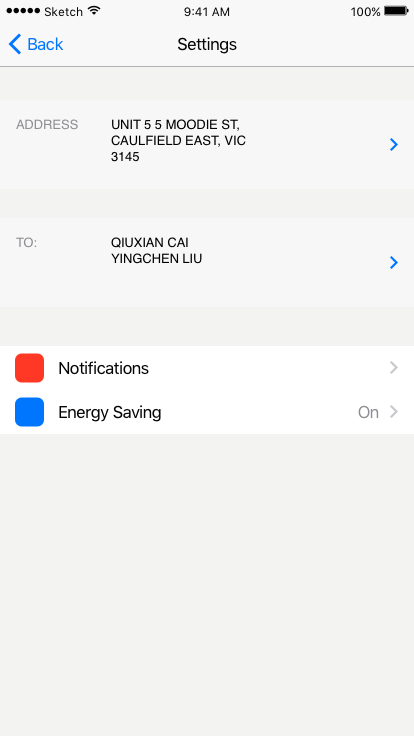 Sketch 9:41 AM 100%
Back Settings
ADDRESS UNIT 5 5 MOODIE ST,
CAULFIELD EAST, VIC
3145
TO: QIUXIAN CAI
YINGCHEN LIU
Notifications
Energy Saving On